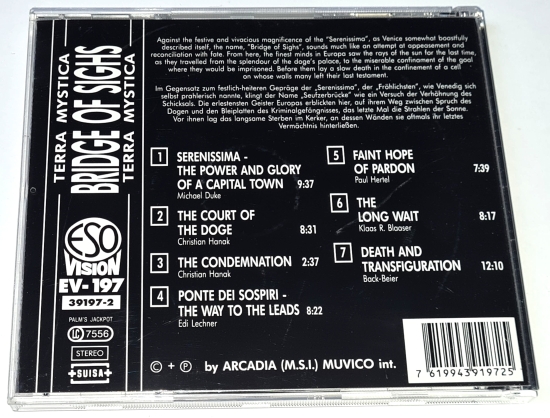 Against the festive and vivacious magnificence of the "Serenissima", as Venice somewhat boastfully
described itself, the name, "Bridge of Sighs", sounds much like an attempt at appeasement and
reconciliation with fate. From here, the finest minds in Europa saw the rays of the sun for the last time,
as they travelled from the splendour of the doge's palace, to the miserable confinement of the goal
where they would be imprisoned. Before them lay a slow death in the confinement of a cell
on whose walls many left their last testament.
Im Gegensatz zum festlich-heiteren Gepräge der „Serenissima", der „Fröhlichsten", wie Venedig sich
selbst prahlerisch nannte, klingt der Name „Seufzerbrücke" wie ein Versuch der Verhöhnung des
Schicksals. Die erlestensten Geister Europas erblickten hier, auf ihrem Weg zwischen Spruch des
Dogen und den Bleiplatten des Kriminalgefängnisses, das letzte Mal die Strahlen der Sonne.
Vor ihnen lag das langsame Sterben im Kerker, an dessen Wänden sie oftmals ihr letztes
Vermächtnis hinterließen.
TERRA MYSTICA
BRIDGE OF SIGHS
TERRA MYSTICA
ESO
VISION
EV-197
39197-2
PALM'S JACKPOT
LC 7556
STEREO
+SUISA+
1 SERENISSIMA -
THE POWER AND GLORY
OF A CAPITAL TOWN 9:37
Michael Duke
2 THE COURT OF
THE DOGE 8:31
Christian Hanak
3 THE CONDEMNATION 2:37
Christian Hanak
4 PONTE DEI SOSPIRI -
THE WAY TO THE LEADS 8:22
Edi Lechner
5 FAINT HOPE
OF PARDON 7:39
Paul Hertel
6 THE
LONG WAIT 8:17
Klaas R. Blaaser
7 DEATH AND
TRANSFIGURATION 12:10
Back-Beier
© + ℗ by ARCADIA (M.S.I.) MUVICO int.
7 619943 919725